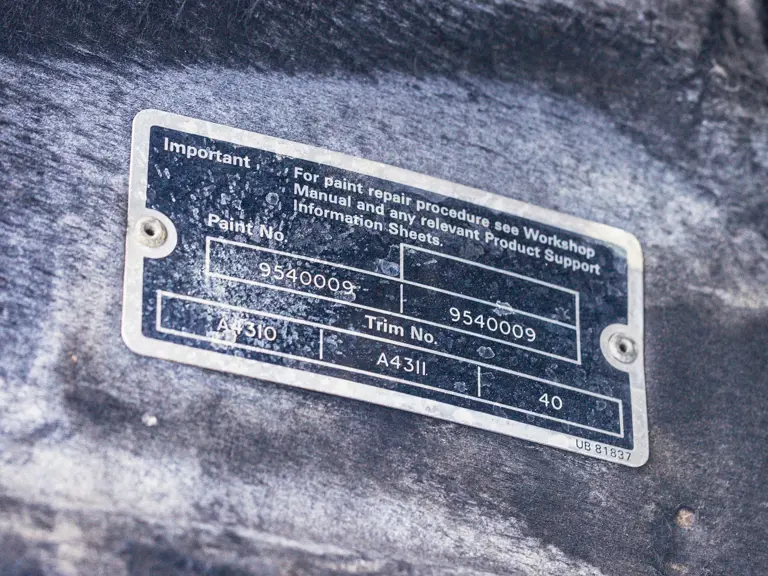 Important
For paint repair procedure see Workshop
Manual and any relevant Product Support
Information Sheets.
Paint No.
9540009
9540009
Trim No.
A4310
A4311
40
UB 81837